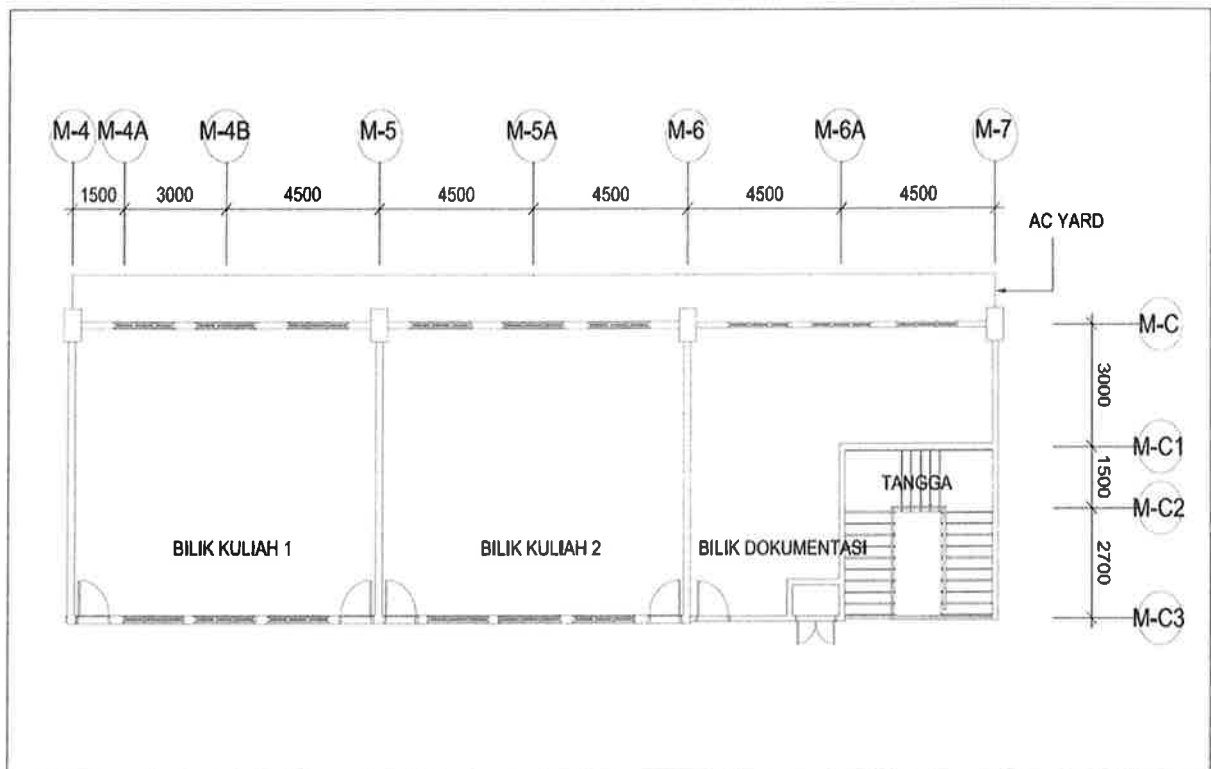 M-4 M-4A M-4B M-5 M-5A M-6 M-6A M-7
1500 3000 4500 4500 4500 4500 4500
AC YARD
M-C
3000
M-C1
1500
TANGGA
M-C2
BILIK KULIAH 1 BILIK KULIAH 2 BILIK DOKUMENTASI
2700
M-C3